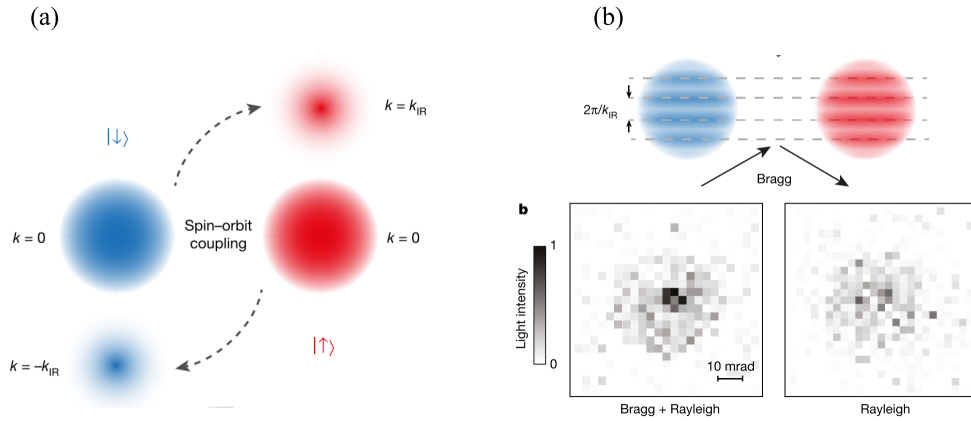 (a)
(b)
k = k_IR
|↓⟩
k = 0
Spin–orbit
coupling
k = 0
|↑⟩
k = –k_IR
2π/k_IR
Bragg
b
1
Light intensity
0
10 mrad
Bragg + Rayleigh
Rayleigh